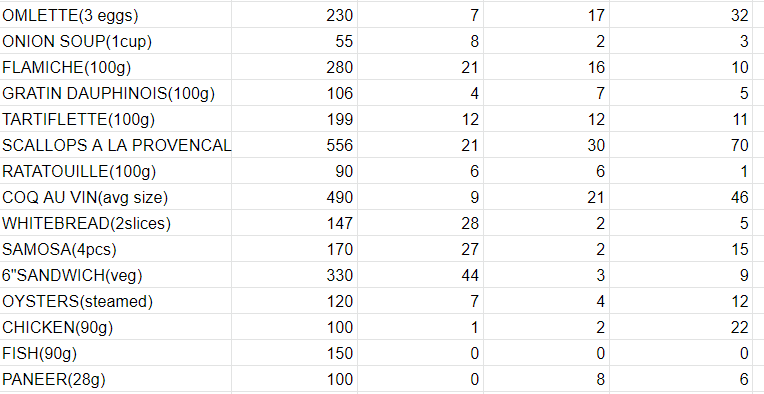 OMLETTE(3 eggs) 230 7 17 32
ONION SOUP(1cup) 55 8 2 3
FLAMICHE(100g) 280 21 16 10
GRATIN DAUPHINOIS(100g) 106 4 7 5
TARTIFLETTE(100g) 199 12 12 11
SCALLOPS A LA PROVENCAL 556 21 30 70
RATATOUILLE(100g) 90 6 6 1
COQ AU VIN(avg size) 490 9 21 46
WHITEBREAD(2slices) 147 28 2 5
SAMOSA(4pcs) 170 27 2 15
6"SANDWICH(veg) 330 44 3 9
OYSTERS(steamed) 120 7 4 12
CHICKEN(90g) 100 1 2 22
FISH(90g) 150 0 0 0
PANEER(28g) 100 0 8 6